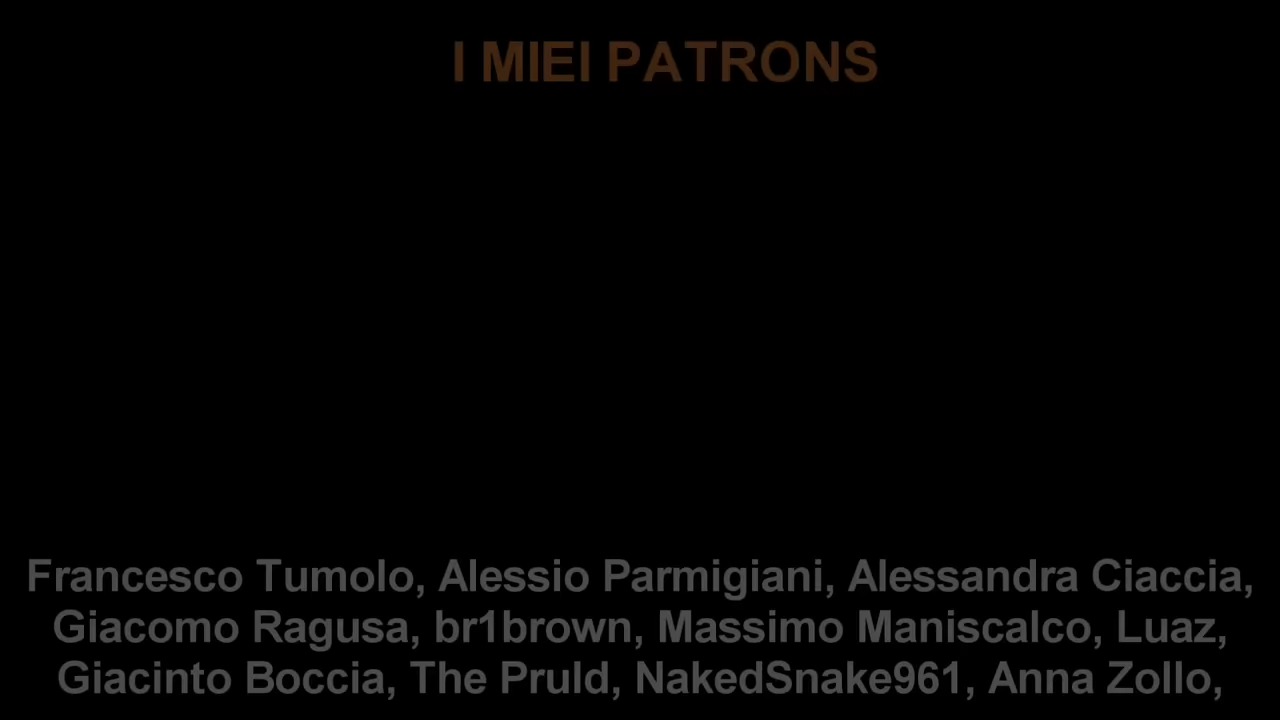 I MIEI PATRONS
Francesco Tumolo, Alessio Parmigiani, Alessandra Ciaccia,
Giacomo Ragusa, br1brown, Massimo Maniscalco, Luaz,
Giacinto Boccia, The Pruld, NakedSnake961, Anna Zollo,